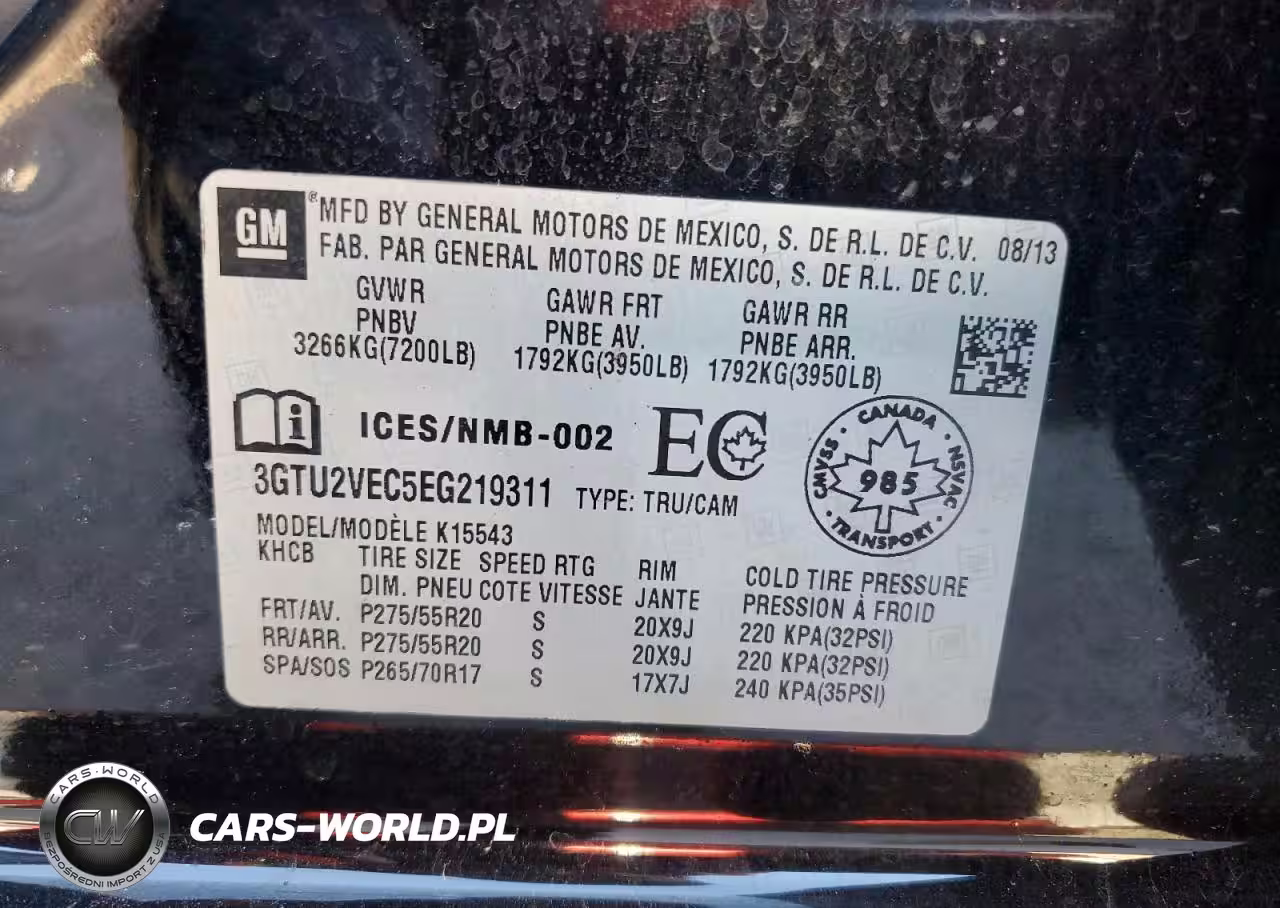 GM
® MFD BY GENERAL MOTORS DE MEXICO, S. DE R.L. DE C.V. 08/13
FAB. PAR GENERAL MOTORS DE MEXICO, S. DE R.L. DE C.V.
GVWR GAWR FRT GAWR RR
PNBV PNBE AV. PNBE ARR.
3266KG(7200LB) 1792KG(3950LB) 1792KG(3950LB)
i ICES/NMB-002 EC
CANADA
CMVSS 985 NSVAC
TRANSPORT
3GTU2VEC5EG219311 TYPE: TRU/CAM
MODEL/MODÈLE K15543
KHCB TIRE SIZE SPEED RTG RIM COLD TIRE PRESSURE
DIM. PNEU COTE VITESSE JANTE PRESSION À FROID
FRT/AV. P275/55R20 S 20X9J 220 KPA(32PSI)
RR/ARR. P275/55R20 S 20X9J 220 KPA(32PSI)
SPA/SOS P265/70R17 S 17X7J 240 KPA(35PSI)
CARS-WORLD
CW
BEZPOŚREDNI IMPORT Z USA
CARS-WORLD.PL